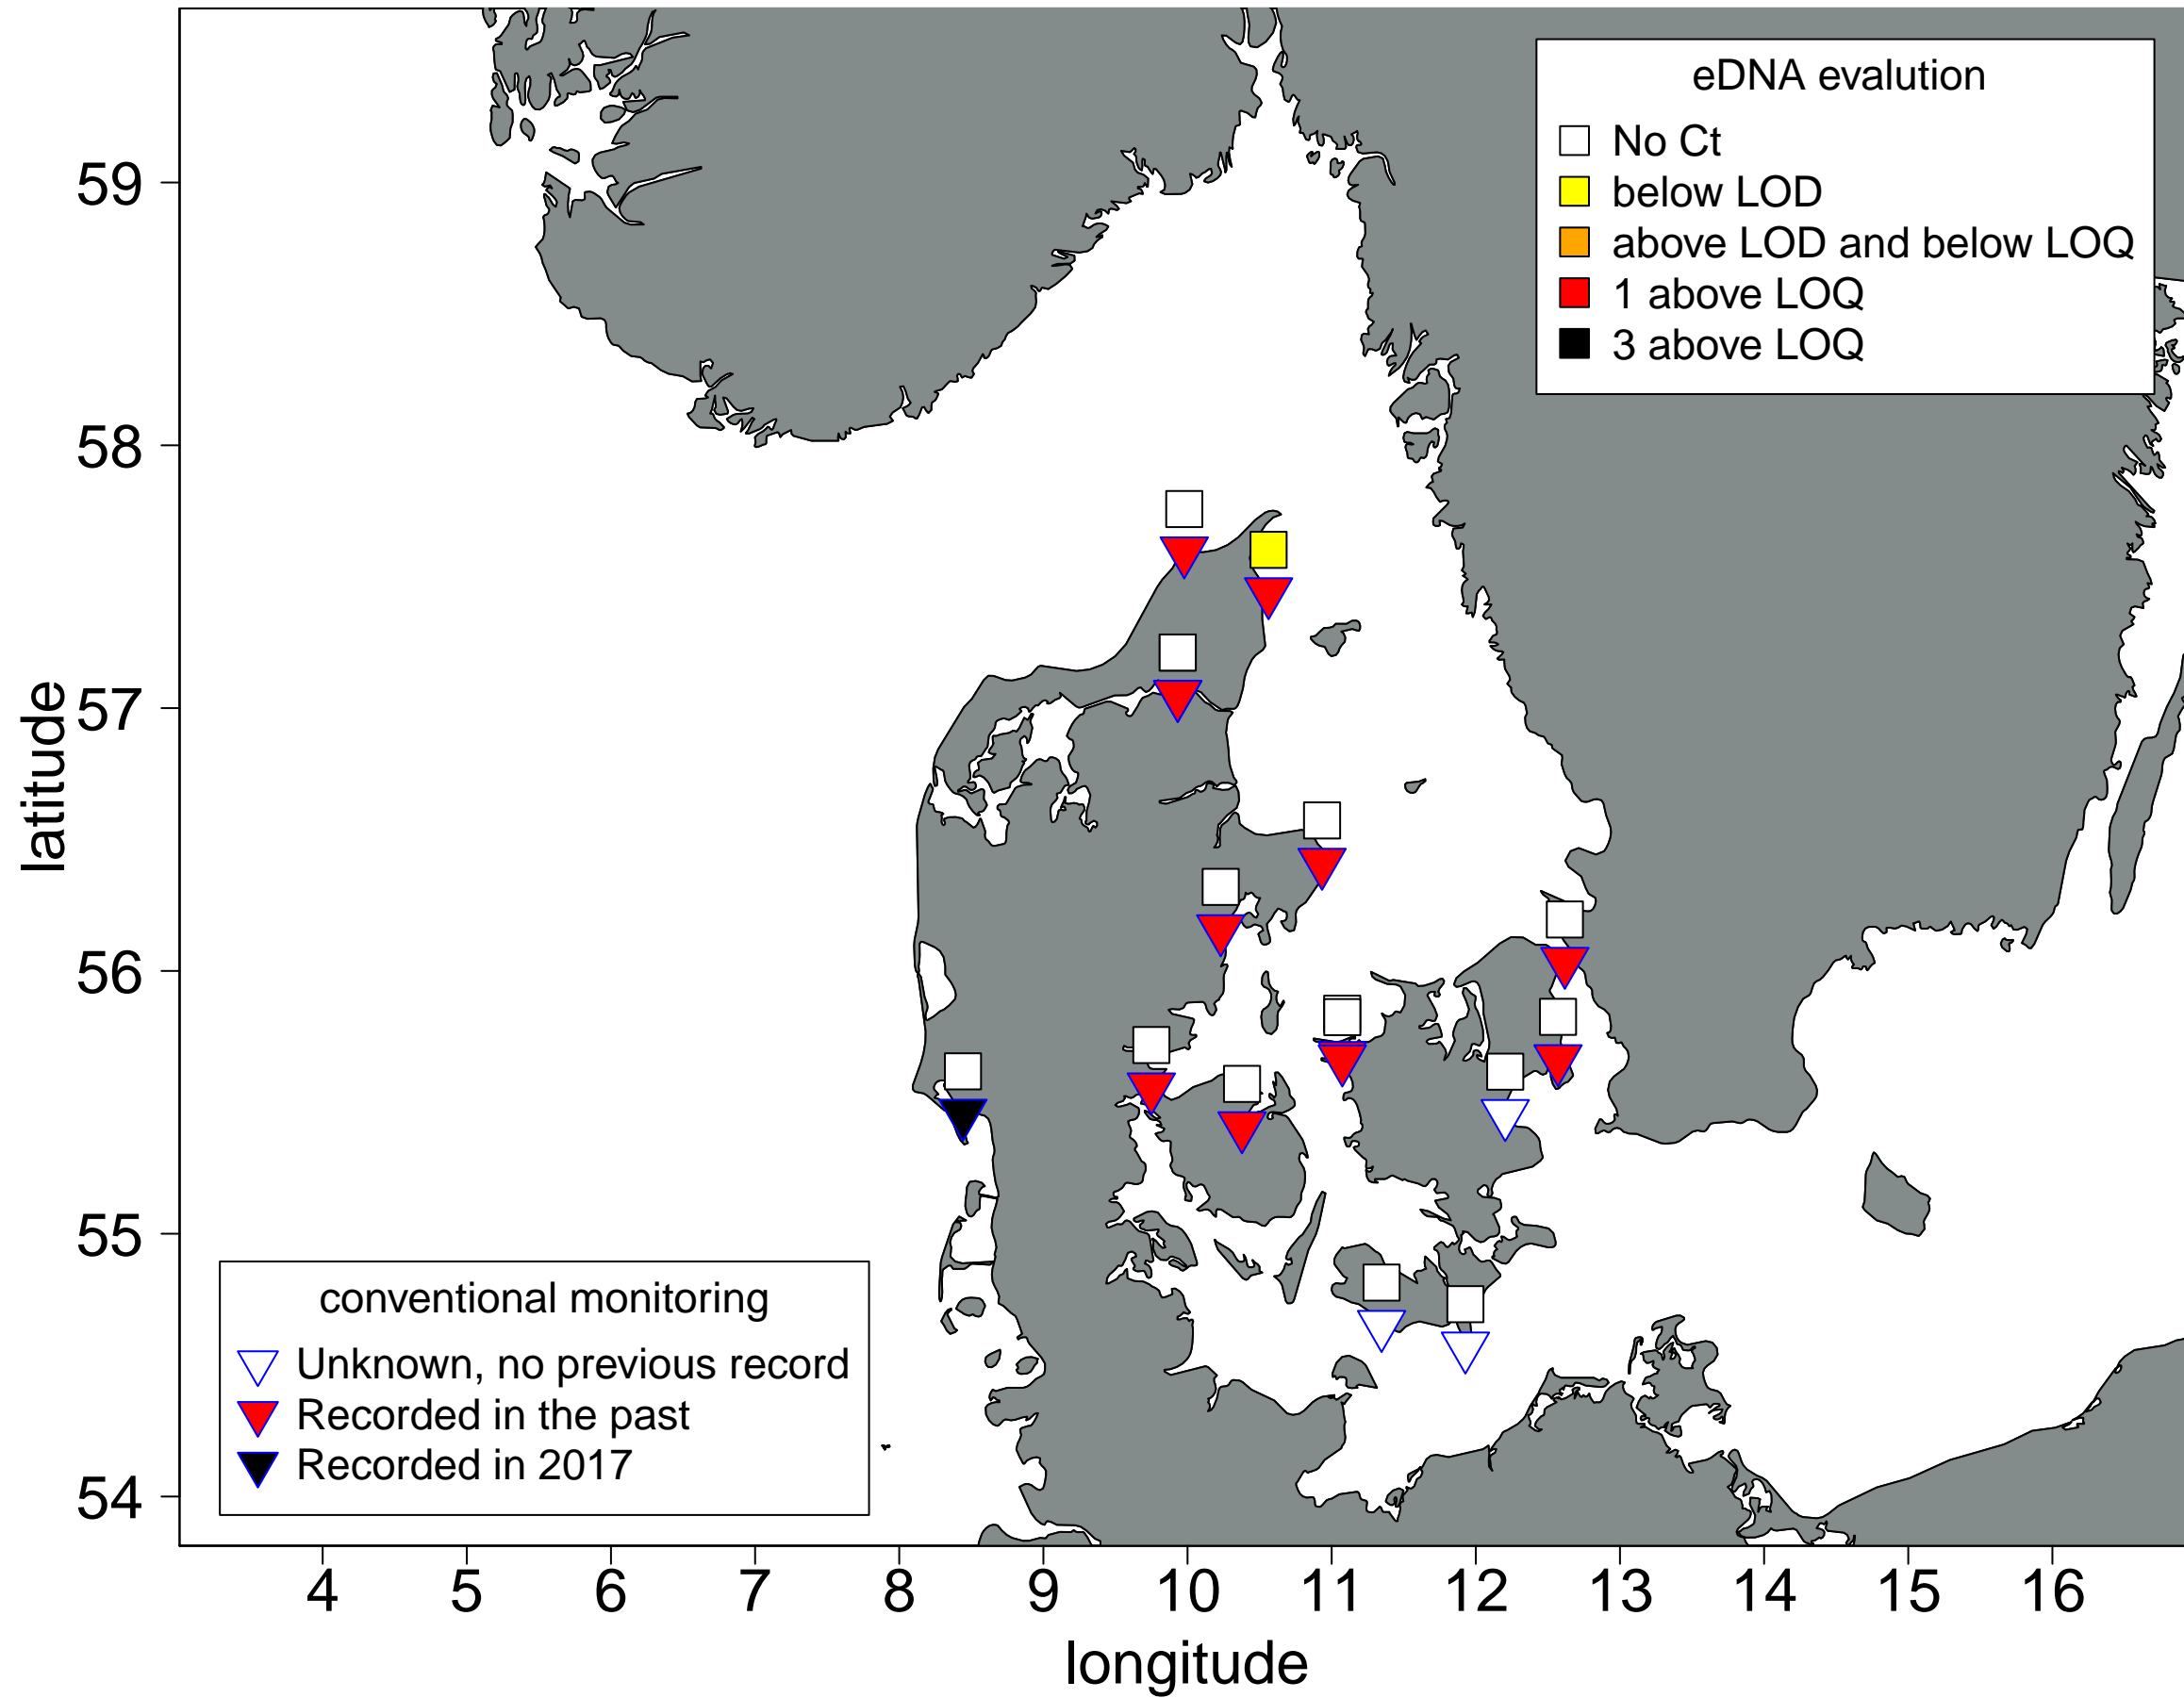 eDNA evalution
No Ct
below LOD
above LOD and below LOQ
1 above LOQ
3 above LOQ
59
58
57
56
55
54
latitude
conventional monitoring
Unknown, no previous record
Recorded in the past
Recorded in 2017
4 5 6 7 8 9 10 11 12 13 14 15 16
longitude